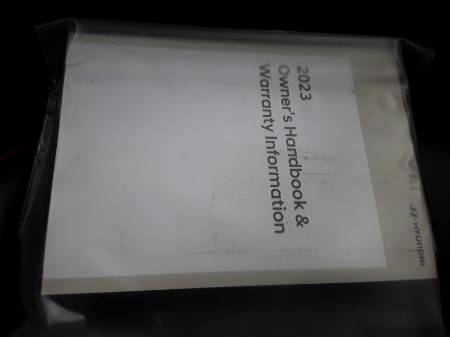 2023
Owner's Handbook &
Warranty Information
HYUNDAI